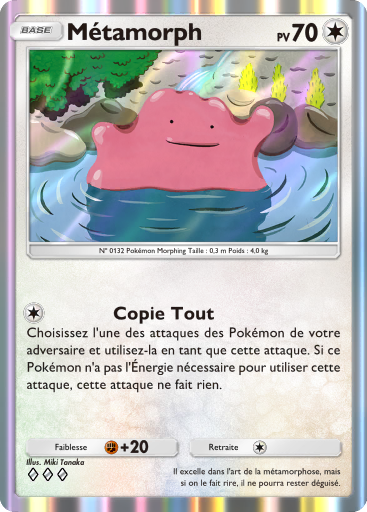 BASE Métamorph PV 70
N° 0132 Pokémon Morphing Taille : 0,3 m Poids : 4,0 kg
Copie Tout
Choisissez l'une des attaques des Pokémon de votre
adversaire et utilisez-la en tant que cette attaque. Si ce
Pokémon n'a pas l'Énergie nécessaire pour utiliser cette
attaque, cette attaque ne fait rien.
Faiblesse +20 Retraite
Illus. Miki Tanaka
Il excelle dans l'art de la métamorphose, mais
si on le fait rire, il ne pourra rester déguisé.